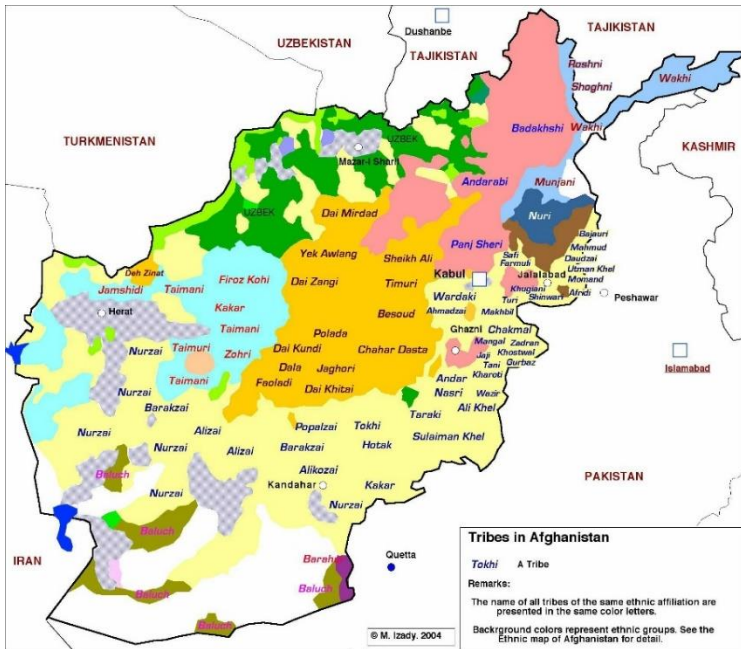 UZBEKISTAN
Dushanbe
TAJIKISTAN
TAJIKISTAN
Roshni
Shoghni
Wakhi
TURKMENISTAN
UZBEK
Mazar-i Sharif
Badakhshi
Wakhi
KASHMIR
Andarabi
Munjani
Dai Mirdad
UZBEK
Nuri
Panj Sheri
Yek Awlang
Sheikh Ali
Safi
Farmuli
Bajauri
Mahmud
Daudzai
Utman Khel
Momand
Afridi
Deh Zinat
Jamshidi
Taimani
Firoz Kohi
Dai Zangi
Timuri
Kabul
Jalalabad
Khugiani
Turi
Shinwari
Peshawar
Herat
Kakar
Besoud
Wardaki
Ahmadzai
Makhbil
Taimani
Polada
Ghazni
Chakmal
Nurzai
Taimuri
Zohri
Dai Kundi
Chahar Dasta
Mangal
Zadran
Jaji
Khostwal
Tani
Gurbaz
Kharoti
Islamabad
Taimani
Dala
Jaghori
Faoladi
Dai Khitai
Andar
Nasri
Wazir
Nurzai
Barakzai
Ali Khel
Taraki
Nurzai
Alizai
Popalzai
Tokhi
Sulaiman Khel
Nurzai
Alizai
Barakzai
Hotak
Alikozai
PAKISTAN
Baluch
Nurzai
Kandahar
Kakar
Nurzai
Baluch
IRAN
Barahui
Baluch
Quetta
Baluch
Baluch
© M. Izady. 2004
Tribes in Afghanistan
Tokhi A Tribe
Remarks:
The name of all tribes of the same ethnic affiliation are
presented in the same color letters.
Background colors represent ethnic groups. See the
Ethnic map of Afghanistan for detail.